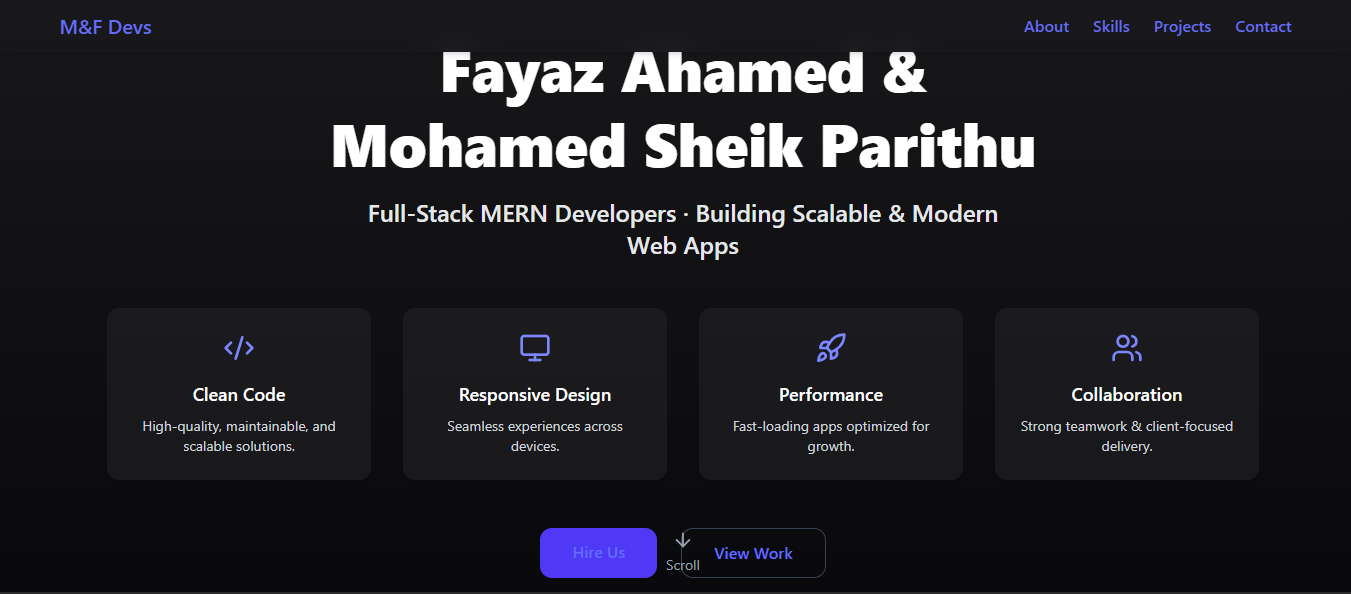 M&F Devs
About
Skills
Projects
Contact
Fayaz Ahamed &
Mohamed Sheik Parithu
Full-Stack MERN Developers · Building Scalable & Modern
Web Apps
Clean Code
High-quality, maintainable, and
scalable solutions.
Responsive Design
Seamless experiences across
devices.
Performance
Fast-loading apps optimized for
growth.
Collaboration
Strong teamwork & client-focused
delivery.
Hire Us
Scroll
View Work